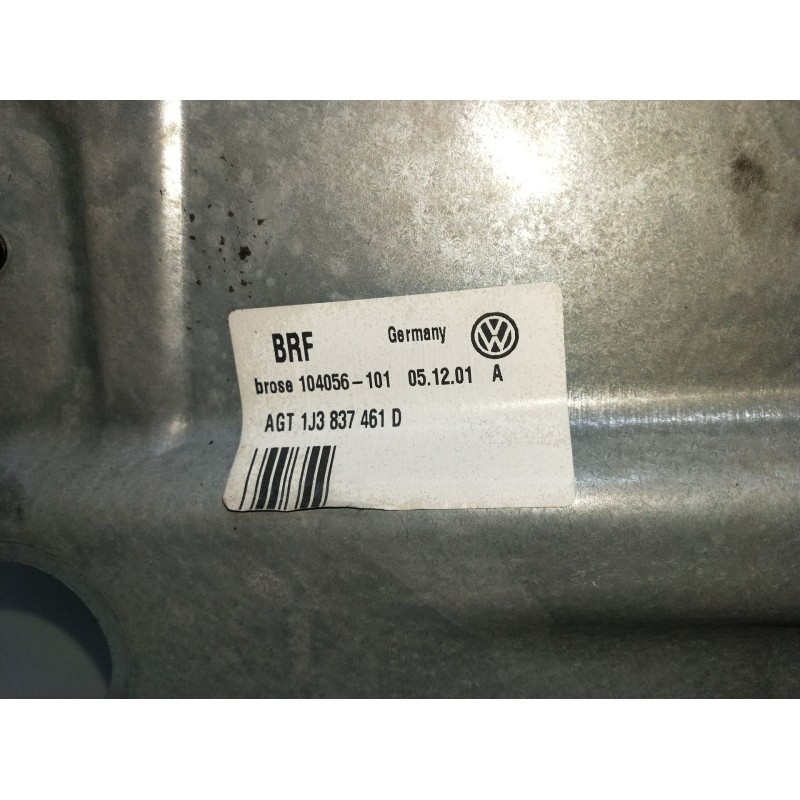 BRF Germany
brose 104056-101 05.12.01 A
AGT 1J3 837 461 D